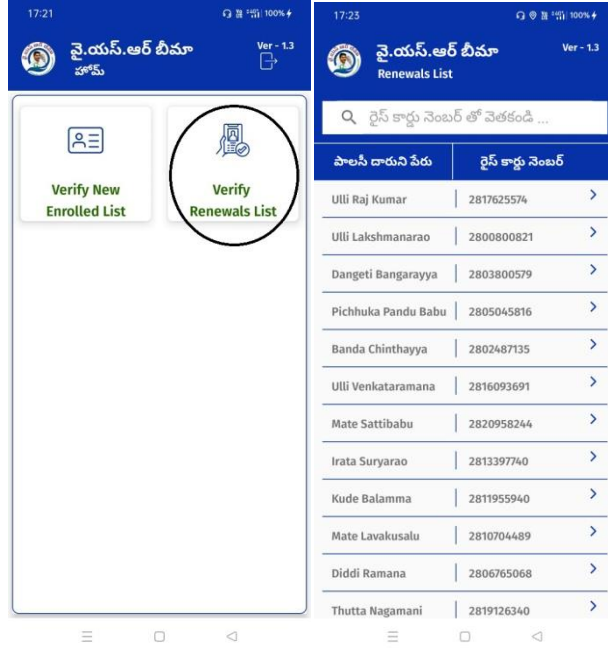 17:21
100%
వై.యస్.ఆర్ బీమా
హోమ్
Ver - 1.3
Verify New
Enrolled List
Verify
Renewals List
17:23
100%
వై.యస్.ఆర్ బీమా
Renewals List
Ver - 1.3
రైస్ కార్డు నెంబర్ తో వెతకండి ...
పాలసీ దారుని పేరు రైస్ కార్డు నెంబర్
Ulli Raj Kumar 2817625574
Ulli Lakshmanarao 2800800821
Dangeti Bangarayya 2803800579
Pichhuka Pandu Babu 2805045816
Banda Chinthayya 2802487135
Ulli Venkataramana 2816093691
Mate Sattibabu 2820958244
Irata Suryarao 2813397740
Kude Balamma 2811955940
Mate Lavakusalu 2810704489
Diddi Ramana 2806765068
Thutta Nagamani 2819126340